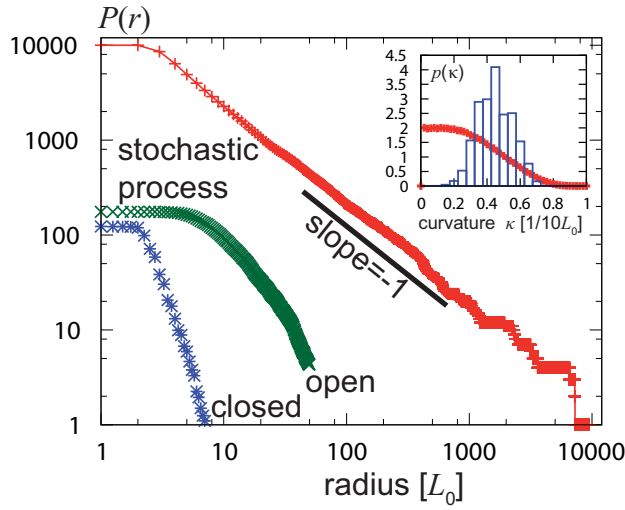 P(r)
10000
1000
100
10
1
1
10
100
1000
10000
radius [L₀]
stochastic
process
closed
open
slope=-1
p(κ)
4.5
3.5
2.5
2
1.5
1
0.5
0
0
0.2
0.4
0.6
0.8
1
curvature κ [1/10L₀]